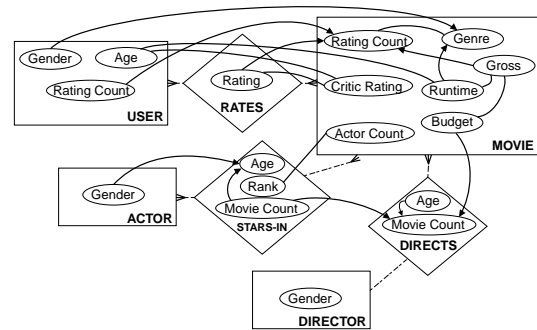 Rating Count
Genre
Gender
Age
Gross
Rating
Rating Count
Critic Rating
Runtime
USER
RATES
Budget
Actor Count
MOVIE
Age
Gender
Rank
Age
Movie Count
Movie Count
ACTOR
STARS-IN
DIRECTS
Gender
DIRECTOR